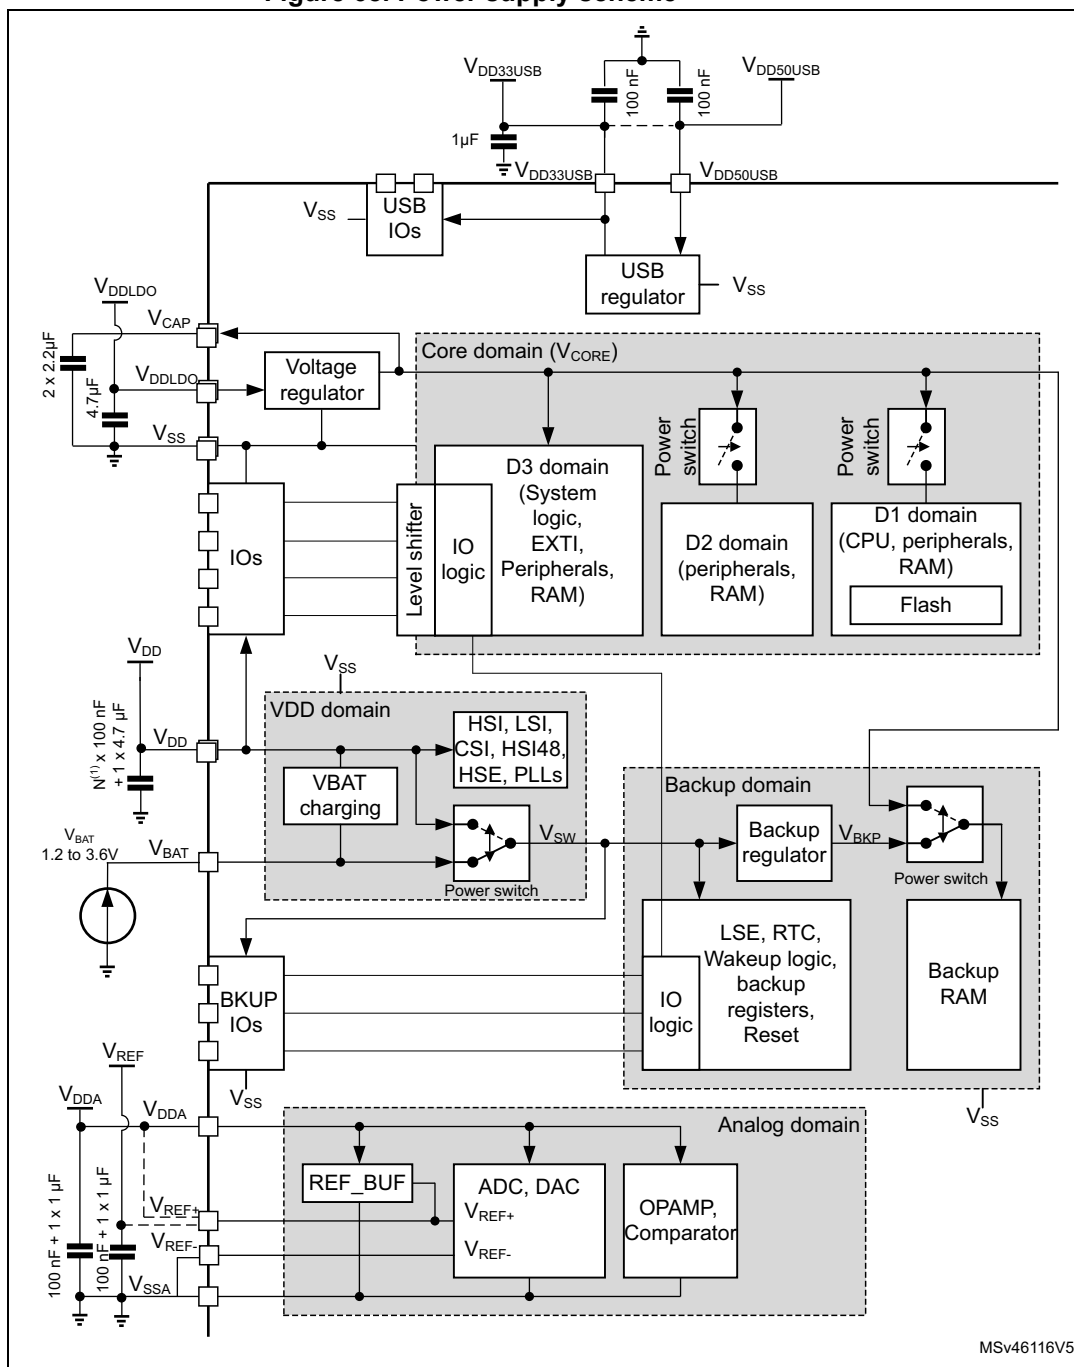 VDD33USB
100 nF
100 nF
VDD50USB
1µF
VDD33USB
VDD50USB
VSS
USB
IOs
USB
regulator
VSS
VDDLDO
VCAP
2 x 2.2µF
4.7µF
VDDLDO
VSS
Voltage
regulator
Core domain (VCORE)
Power
switch
Power
switch
D3 domain
(System
logic,
EXTI,
Peripherals,
RAM)
Level shifter
IO
logic
D2 domain
(peripherals,
RAM)
D1 domain
(CPU, peripherals,
RAM)
Flash
IOs
VDD
VDD
N(1) x 100 nF
+ 1 x 4.7 µF
VSS
VDD domain
HSI, LSI,
CSI, HSI48,
HSE, PLLs
VBAT
charging
VBAT
1.2 to 3.6V
VBAT
Power switch
VSW
Backup domain
Backup
regulator
VBKP
Power switch
LSE, RTC,
Wakeup logic,
backup
registers,
Reset
IO
logic
Backup
RAM
VSS
BKUP
IOs
VSS
VREF
VDDA
VDDA
100 nF + 1 x 1 µF
100 nF + 1 x 1 µF
VREF+
VREF-
VSSA
Analog domain
REF_BUF
ADC, DAC
VREF+
VREF-
OPAMP,
Comparator
MSv46116V5